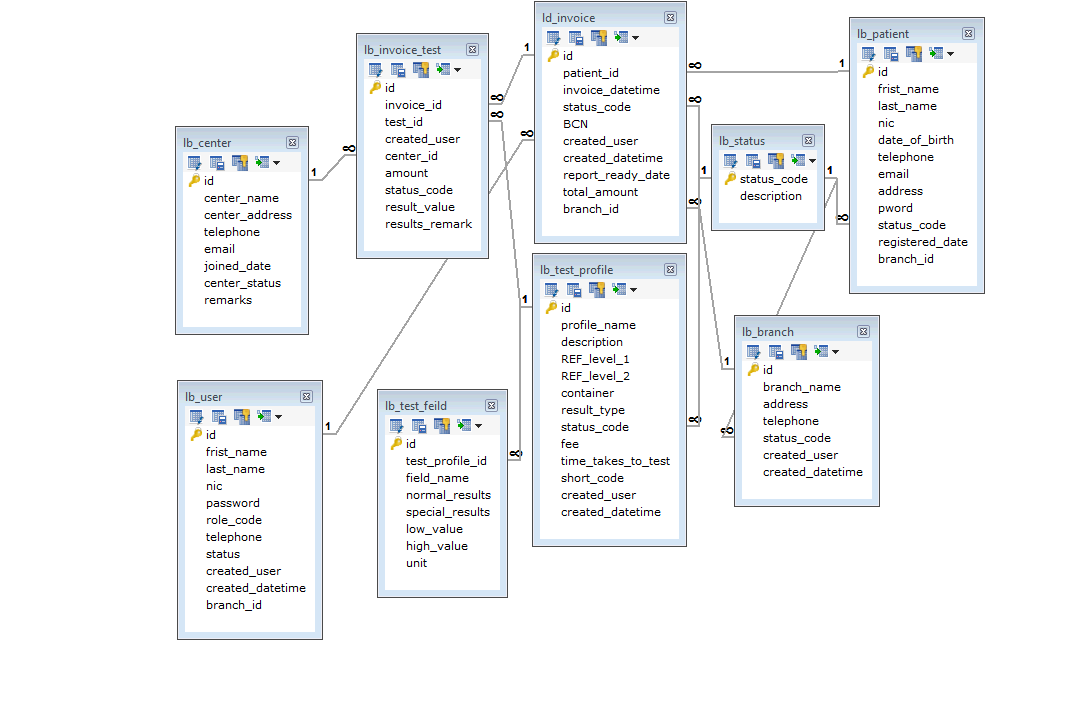 lb_center
id
center_name
center_address
telephone
email
joined_date
center_status
remarks
lb_invoice_test
id
invoice_id
test_id
created_user
center_id
amount
status_code
result_value
results_remark
ld_invoice
id
patient_id
invoice_datetime
status_code
BCN
created_user
created_datetime
report_ready_date
total_amount
branch_id
lb_status
status_code
description
lb_patient
id
frist_name
last_name
nic
date_of_birth
telephone
email
address
pword
status_code
registered_date
branch_id
lb_user
id
frist_name
last_name
nic
password
role_code
telephone
status
created_user
created_datetime
branch_id
lb_test_feild
id
test_profile_id
field_name
normal_results
special_results
low_value
high_value
unit
lb_test_profile
id
profile_name
description
REF_level_1
REF_level_2
container
result_type
status_code
fee
time_takes_to_test
short_code
created_user
created_datetime
lb_branch
id
branch_name
address
telephone
status_code
created_user
created_datetime
1
∞
1
∞
∞
∞
∞
1
∞
1
1
∞
∞
1
1
∞
∞
1
∞
1